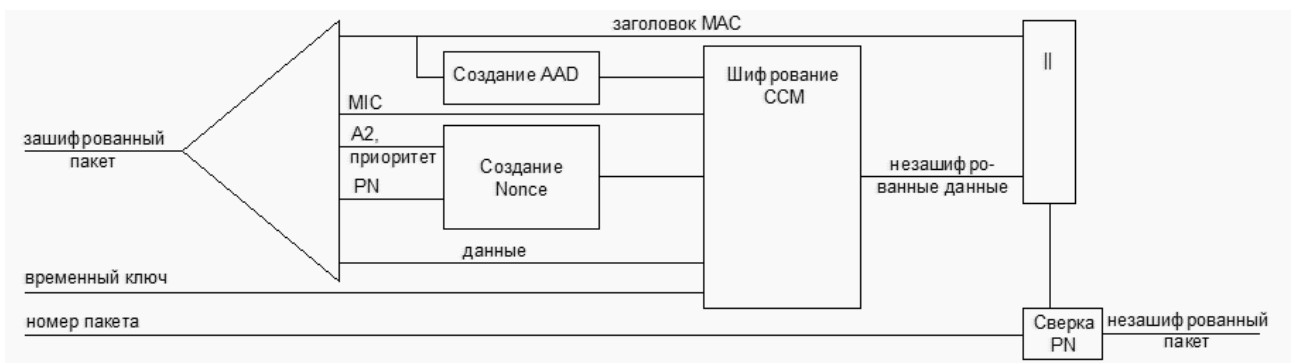 заголовок MAC
Создание AAD
Шифрование
CCM
||
MIC
A2,
приоритет
PN
зашифрованный
пакет
Создание
Nonce
незашифро-
ванные данные
данные
временный ключ
номер пакета
Сверка
PN
незашифрованный
пакет